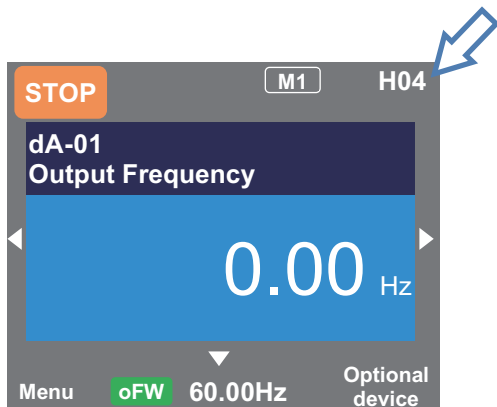 STOP M1 H04
dA-01
Output Frequency
0.00 Hz
Menu oFW 60.00Hz Optional
device